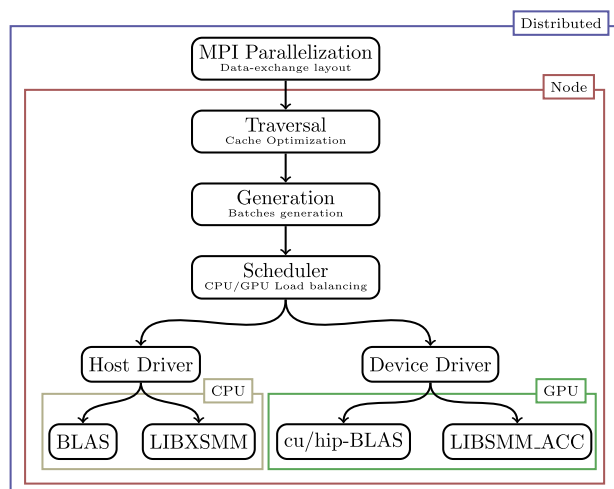 Distributed
MPI Parallelization
Data-exchange layout
Node
Traversal
Cache Optimization
Generation
Batches generation
Scheduler
CPU/GPU Load balancing
Host Driver
Device Driver
CPU
GPU
BLAS
LIBXSMM
cu/hip-BLAS
LIBSMM_ACC